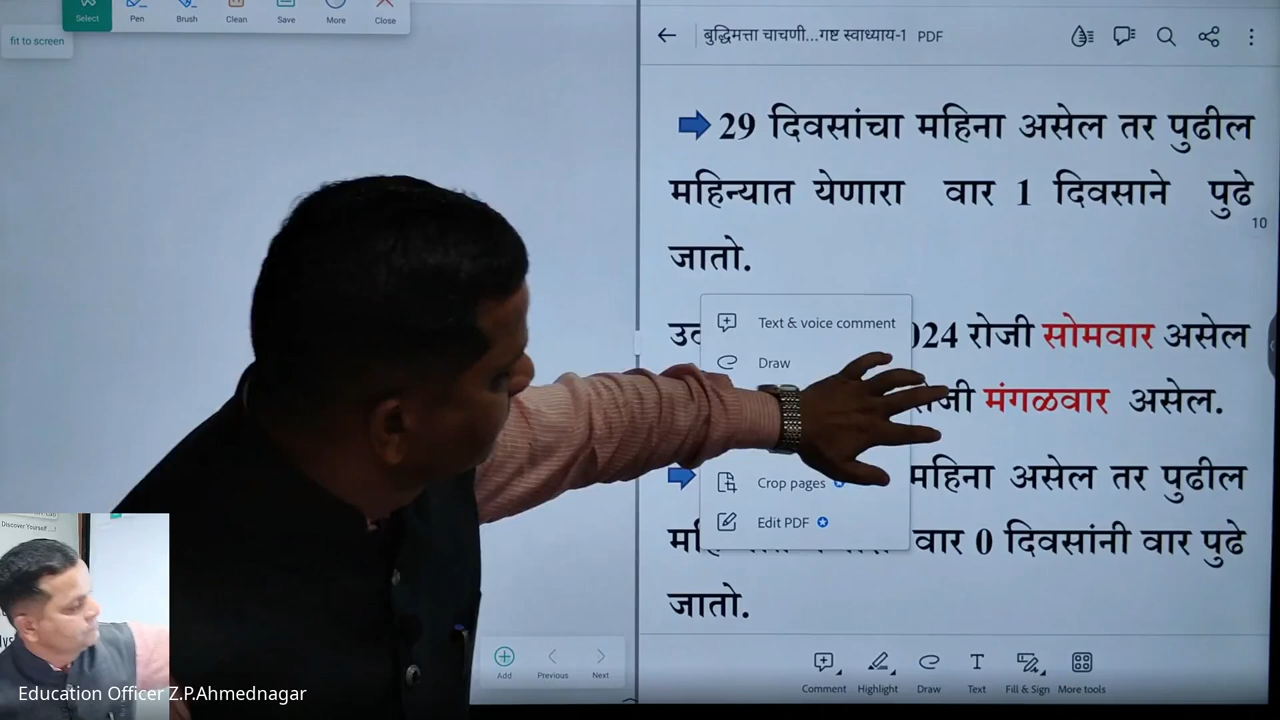 Select
Pen
Brush
Clean
Save
More
Close
fit to screen
बुद्धिमत्ता चाचणी...गष्ट स्वाध्याय-1 PDF
29 दिवसांचा महिना असेल तर पुढील
महिन्यात येणारा वार 1 दिवसाने पुढे
10
जातो.
024 रोजी सोमवार असेल
मंगळवार असेल.
महिना असेल तर पुढील
वार 0 दिवसांनी वार पुढे
जातो.
Text & voice comment
Draw
Crop pages
Edit PDF
Add
Previous
Next
Comment
Highlight
Draw
Text
Fill & Sign
More tools
Discover Yourself ...!
Education Officer Z.P.Ahmednagar